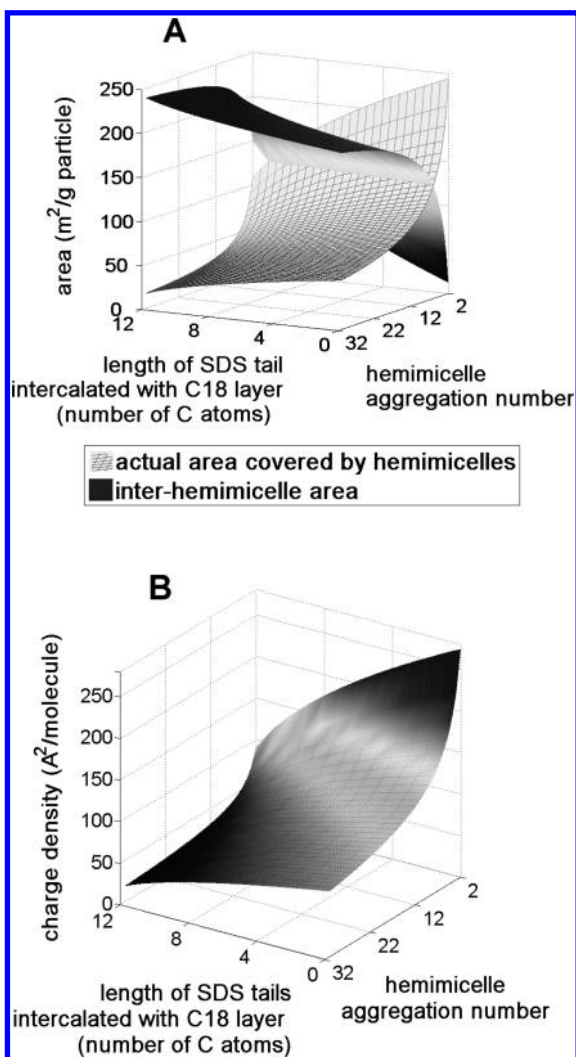 A
250
200
150
100
50
0
area (m²/g particle)
12
8
4
0
32
22
12
2
length of SDS tail
intercalated with C18 layer
(number of C atoms)
hemimicelle
aggregation number
actual area covered by hemimicelles
inter-hemimicelle area
B
250
200
150
100
50
0
charge density (A²/molecule)
12
8
4
0
32
22
12
2
length of SDS tails
intercalated with C18 layer
(number of C atoms)
hemimicelle
aggregation number